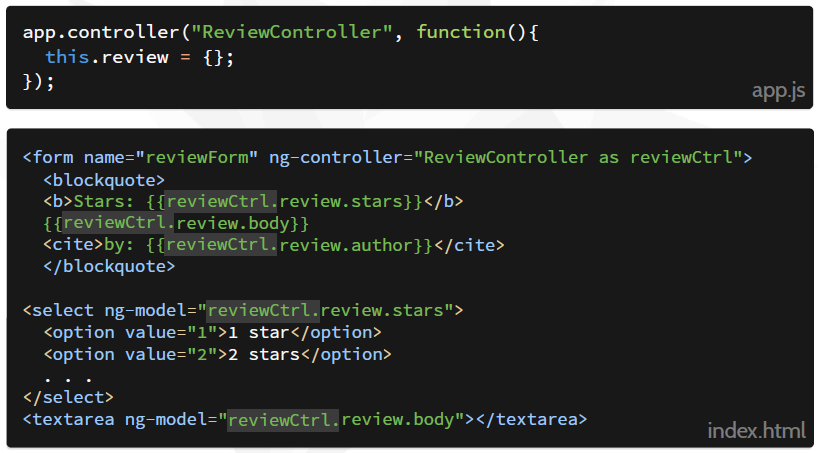 app.controller("ReviewController", function(){
  this.review = {};
});
app.js
<form name="reviewForm" ng-controller="ReviewController as reviewCtrl">
  <blockquote>
  <b>Stars: {{reviewCtrl.review.stars}}</b>
  {{reviewCtrl.review.body}}
  <cite>by: {{reviewCtrl.review.author}}</cite>
  </blockquote>
<select ng-model="reviewCtrl.review.stars">
  <option value="1">1 star</option>
  <option value="2">2 stars</option>
  . . .
</select>
<textarea ng-model="reviewCtrl.review.body"></textarea>
index.html